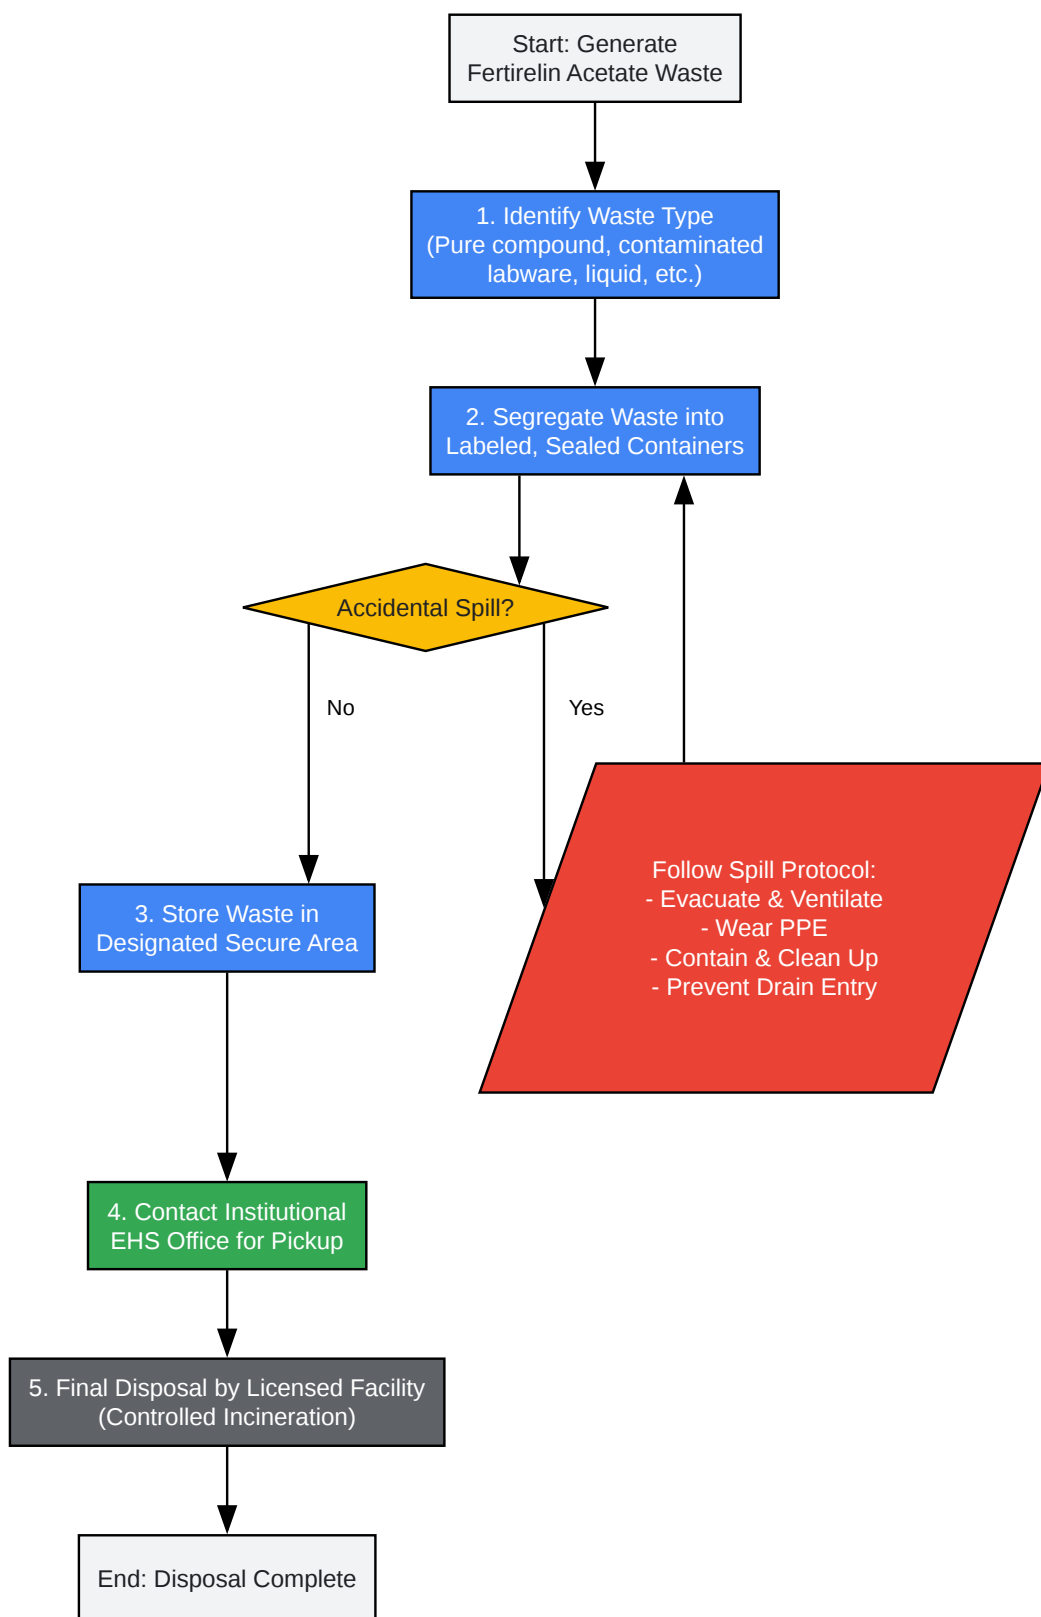 Start: Generate
Fertirelin Acetate Waste
1. Identify Waste Type
(Pure compound, contaminated
labware, liquid, etc.)
2. Segregate Waste into
Labeled, Sealed Containers
Accidental Spill?
No
Yes
Follow Spill Protocol:
- Evacuate & Ventilate
- Wear PPE
- Contain & Clean Up
- Prevent Drain Entry
3. Store Waste in
Designated Secure Area
4. Contact Institutional
EHS Office for Pickup
5. Final Disposal by Licensed Facility
(Controlled Incineration)
End: Disposal Complete